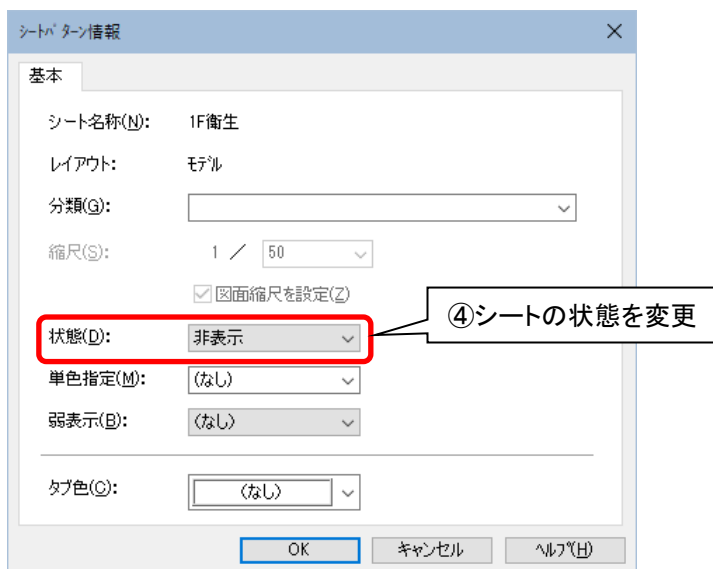 シートパターン情報
基本
シート名称(N): 1F衛生
レイアウト: モデル
分類(G):
縮尺(S): 1 ／ 50
図面縮尺を設定(Z)
④シートの状態を変更
状態(D): 非表示
単色指定(M): (なし)
弱表示(B): (なし)
タブ色(C): (なし)
OK キャンセル ヘルプ(H)